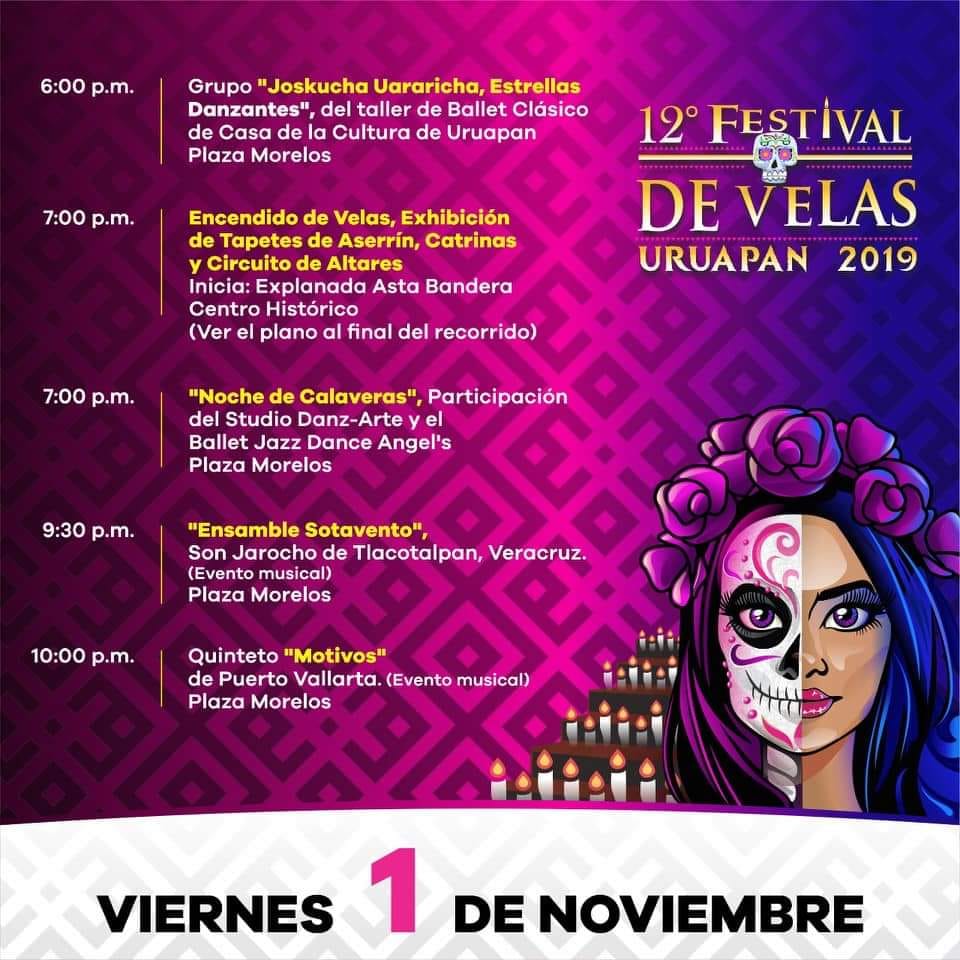 12° FESTIVAL
DE VELAS
URUAPAN 2019
6:00 p.m.
Grupo "Joskucha Uararicha, Estrellas
Danzantes", del taller de Ballet Clásico
de Casa de la Cultura de Uruapan
Plaza Morelos
7:00 p.m.
Encendido de Velas, Exhibición
de Tapetes de Aserrín, Catrinas
y Circuito de Altares
Inicia: Explanada Asta Bandera
Centro Histórico
(Ver el plano al final del recorrido)
7:00 p.m.
"Noche de Calaveras", Participación
del Studio Danz-Arte y el
Ballet Jazz Dance Angel's
Plaza Morelos
9:30 p.m.
"Ensamble Sotavento",
Son Jarocho de Tlacotalpan, Veracruz.
(Evento musical)
Plaza Morelos
10:00 p.m.
Quinteto "Motivos"
de Puerto Vallarta. (Evento musical)
Plaza Morelos
VIERNES 1 DE NOVIEMBRE